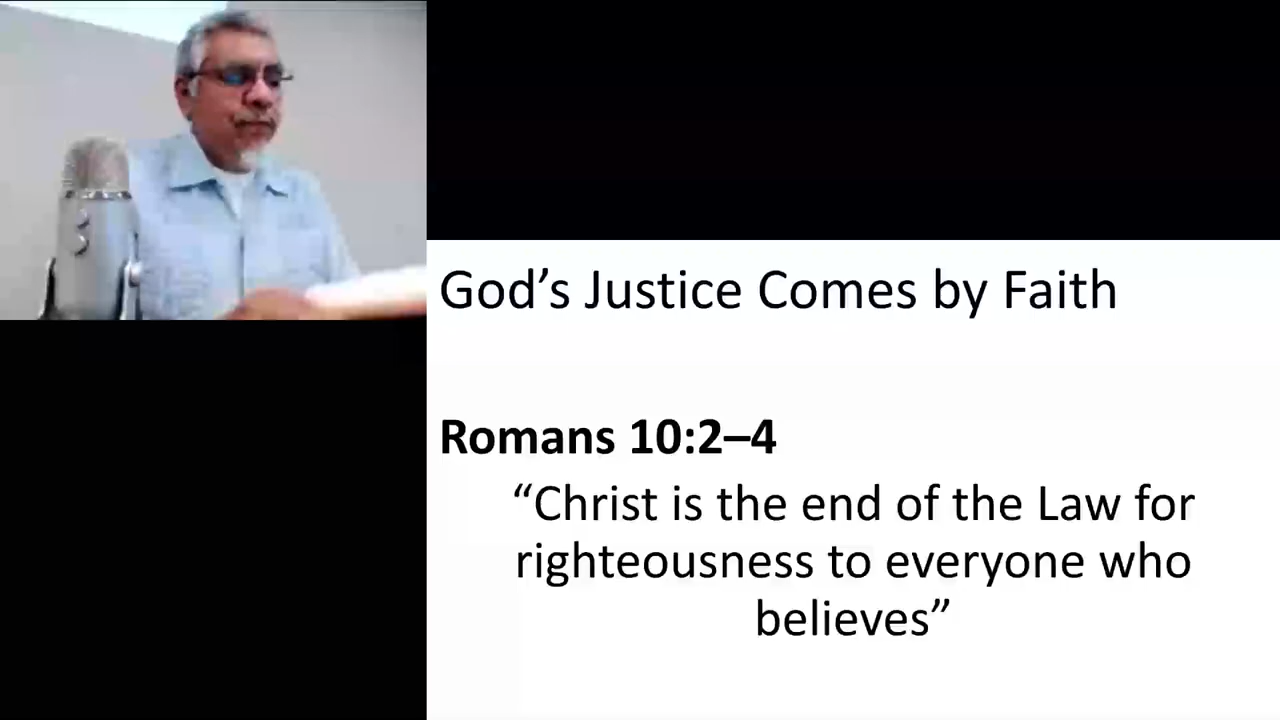 God’s Justice Comes by Faith
Romans 10:2–4
“Christ is the end of the Law for
righteousness to everyone who
believes”